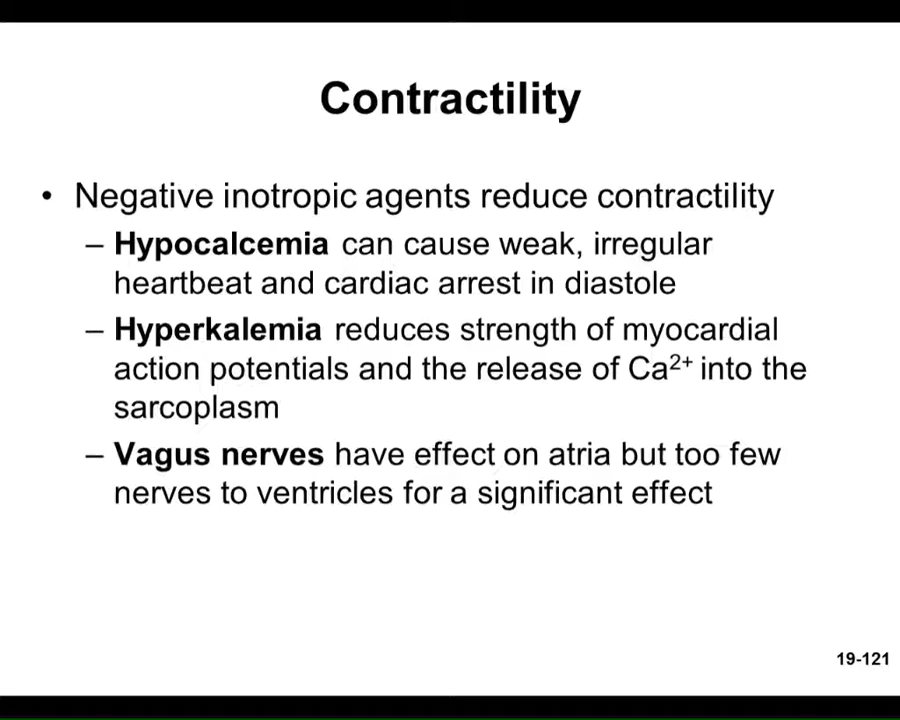 Contractility
• Negative inotropic agents reduce contractility
– Hypocalcemia can cause weak, irregular
heartbeat and cardiac arrest in diastole
– Hyperkalemia reduces strength of myocardial
action potentials and the release of Ca²⁺ into the
sarcoplasm
– Vagus nerves have effect on atria but too few
nerves to ventricles for a significant effect
19-121